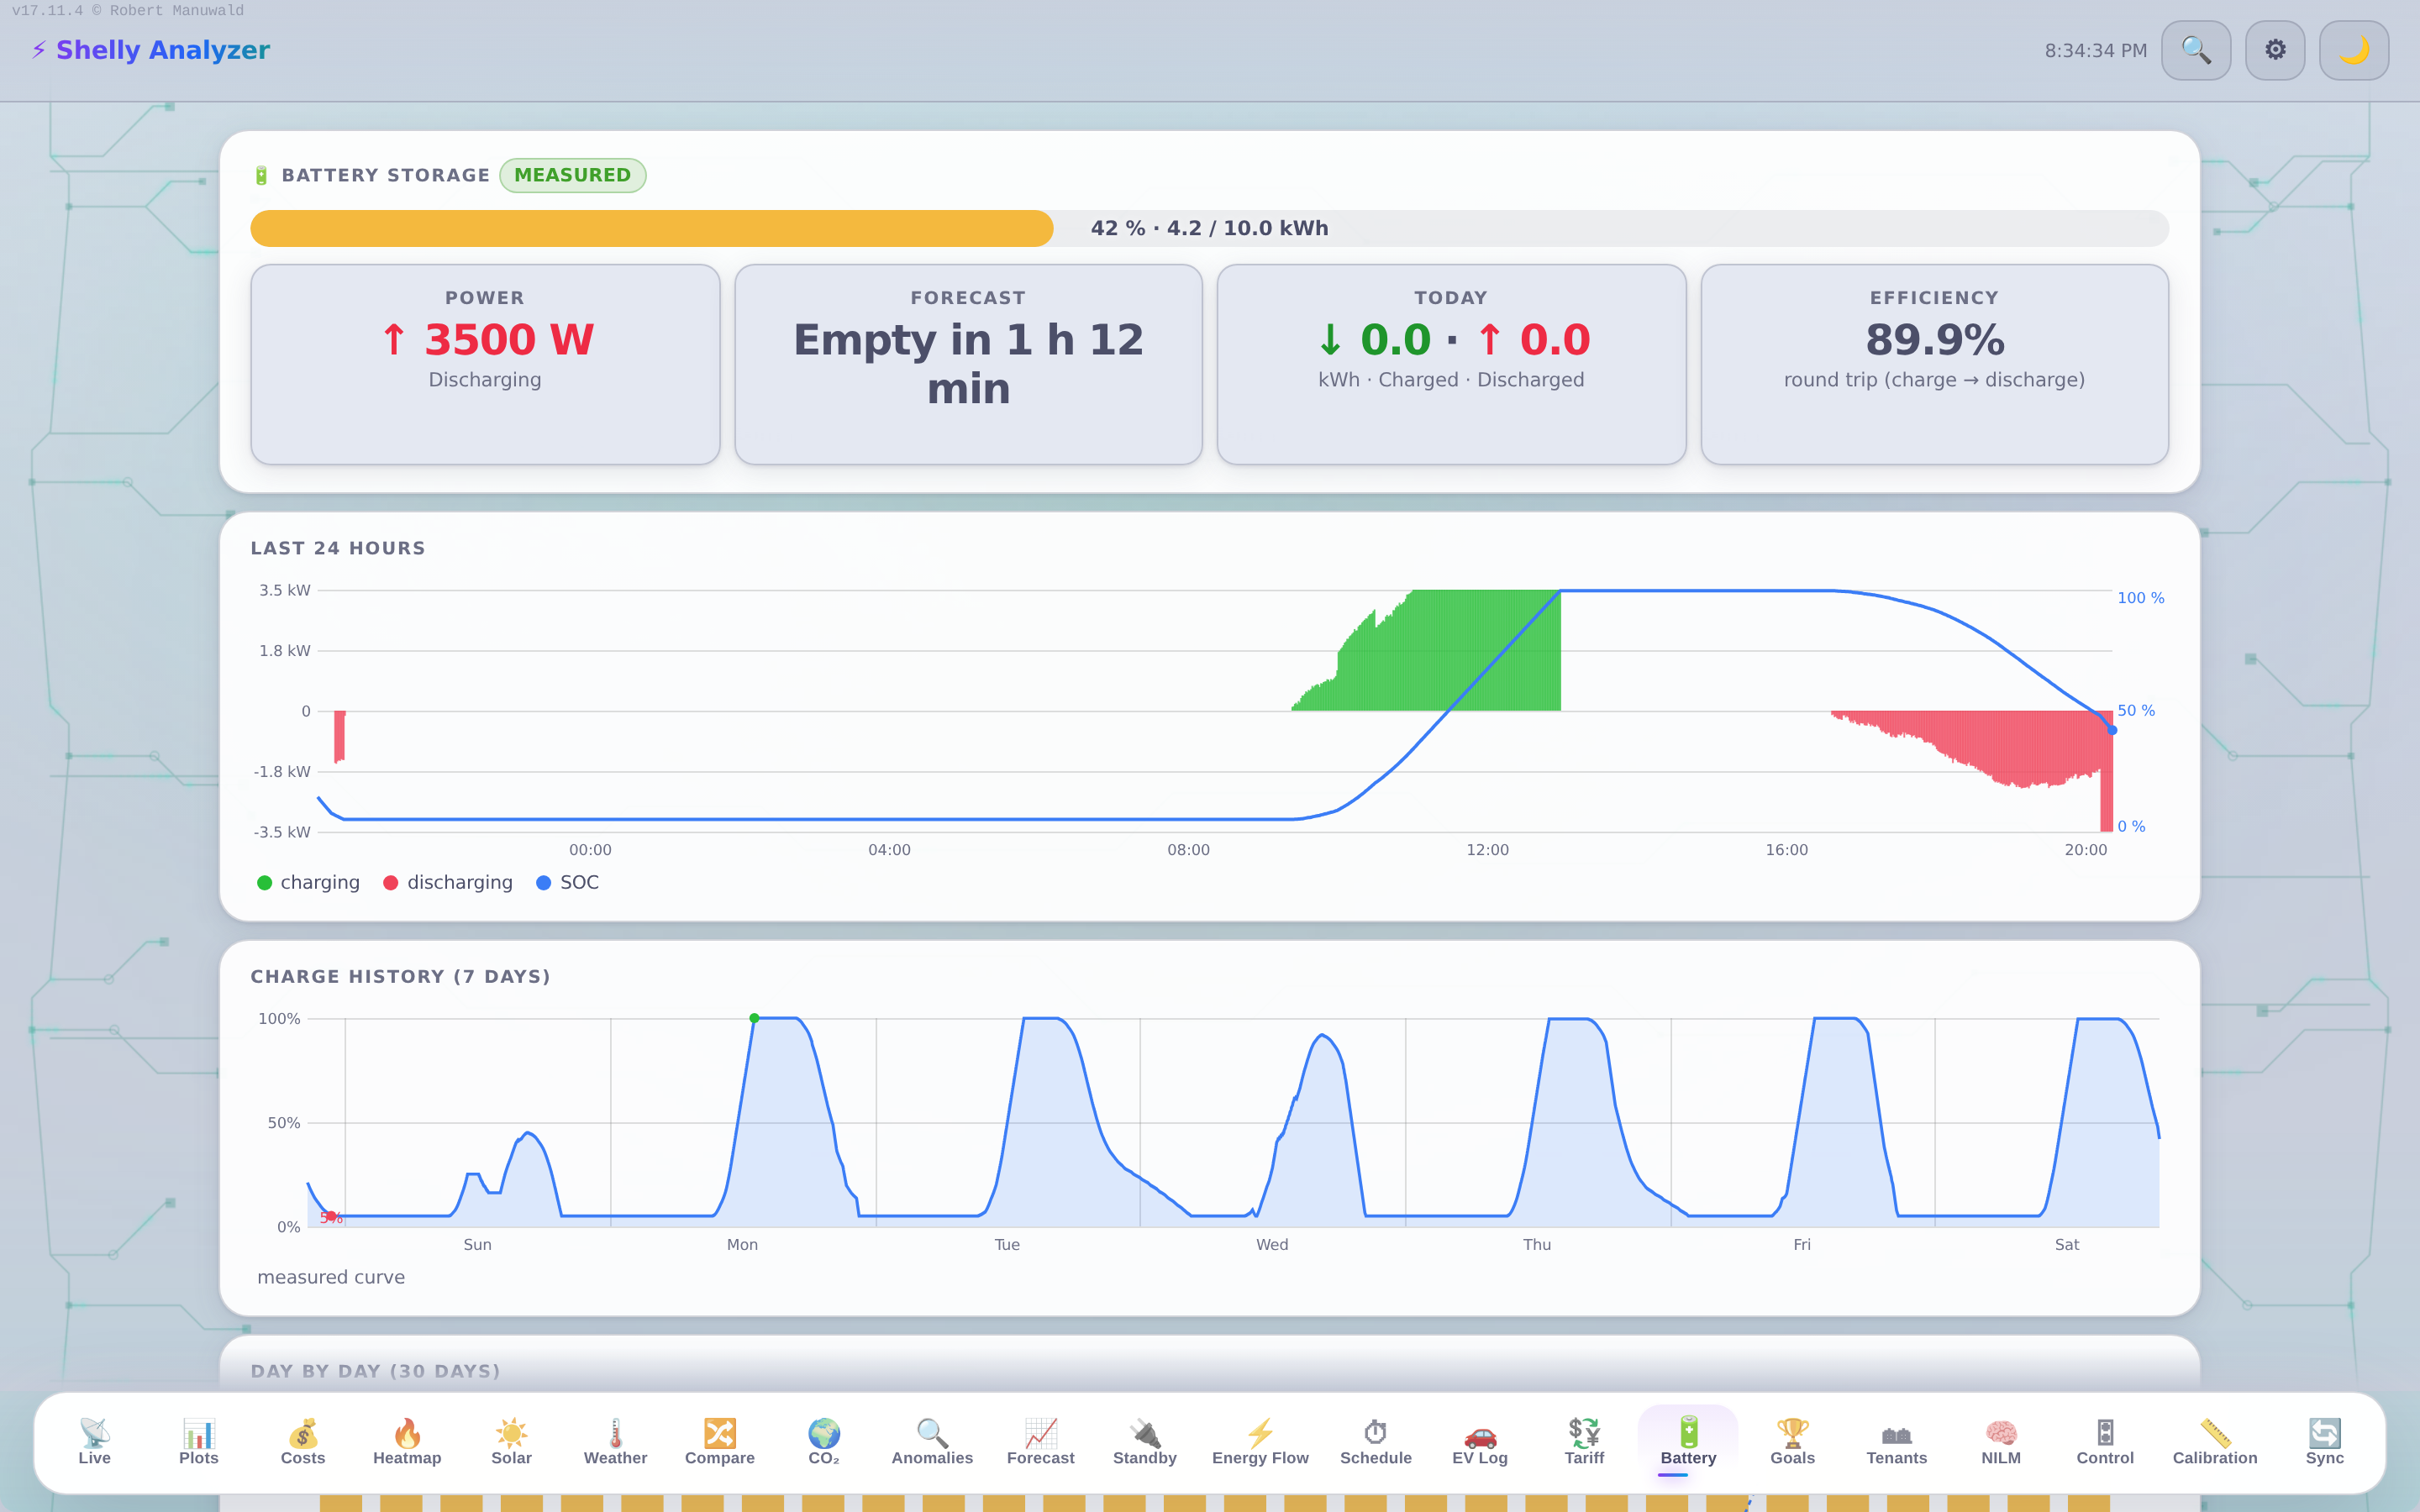 v17.11.4 © Robert Manuwald
⚡ Shelly Analyzer
8:34:34 PM
BATTERY STORAGE MEASURED
42 % · 4.2 / 10.0 kWh
POWER
↑ 3500 W
Discharging
FORECAST
Empty in 1 h 12
min
TODAY
↓ 0.0 · ↑ 0.0
kWh · Charged · Discharged
EFFICIENCY
89.9%
round trip (charge → discharge)
LAST 24 HOURS
3.5 kW
1.8 kW
0
-1.8 kW
-3.5 kW
100 %
50 %
0 %
00:00 04:00 08:00 12:00 16:00 20:00
charging discharging SOC
CHARGE HISTORY (7 DAYS)
100%
50%
0%
5%
Sun Mon Tue Wed Thu Fri Sat
measured curve
DAY BY DAY (30 DAYS)
Live Plots Costs Heatmap Solar Weather Compare CO₂ Anomalies Forecast Standby Energy Flow Schedule EV Log Tariff Battery Goals Tenants NILM Control Calibration Sync